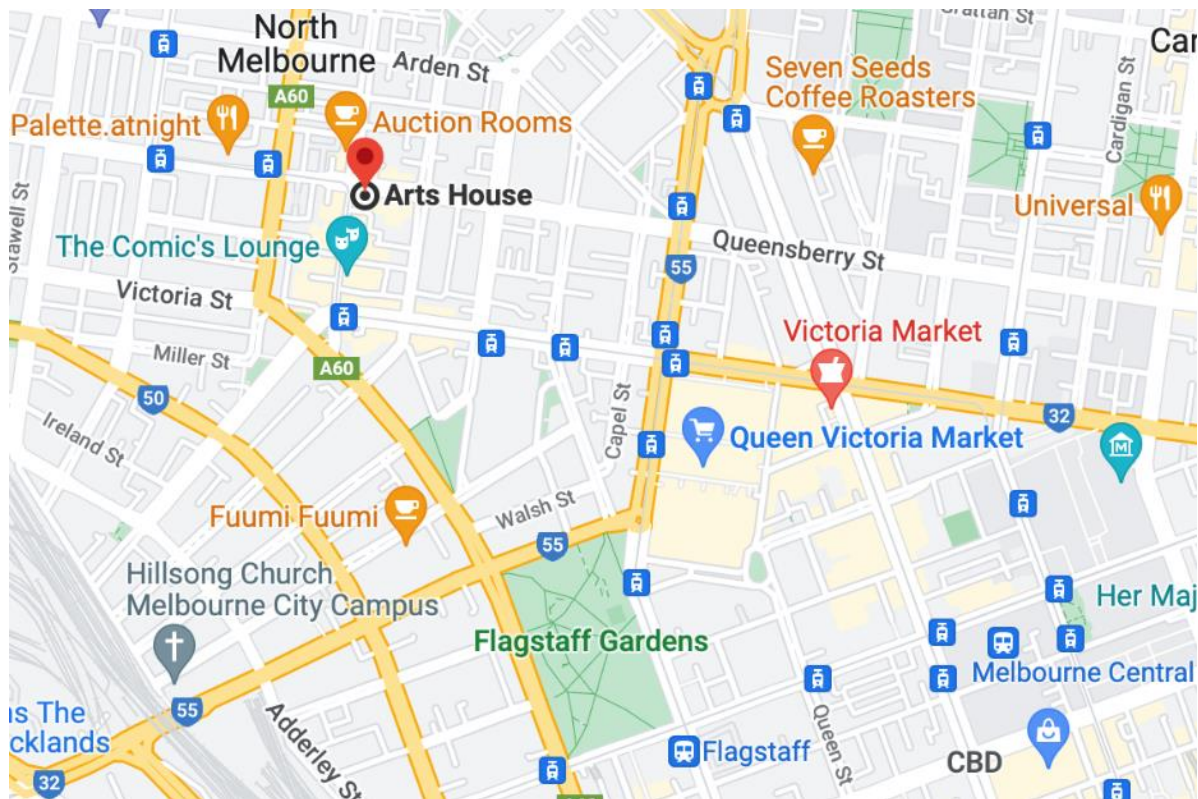 Grattan St
North
Melbourne
Arden St
Seven Seeds
Coffee Roasters
Cardigan St
A60
Palette.atnight
Auction Rooms
Arts House
Universal
Stawell St
The Comic's Lounge
Queensberry St
55
Victoria St
Victoria Market
Miller St
A60
50
Capel St
32
Ireland St
Queen Victoria Market
M
Fuumi Fuumi
Walsh St
55
Hillsong Church
Melbourne City Campus
Her Maj
Flagstaff Gardens
Melbourne Central
55
as The
cklands
Adderley St
Queen St
Flagstaff
CBD
32